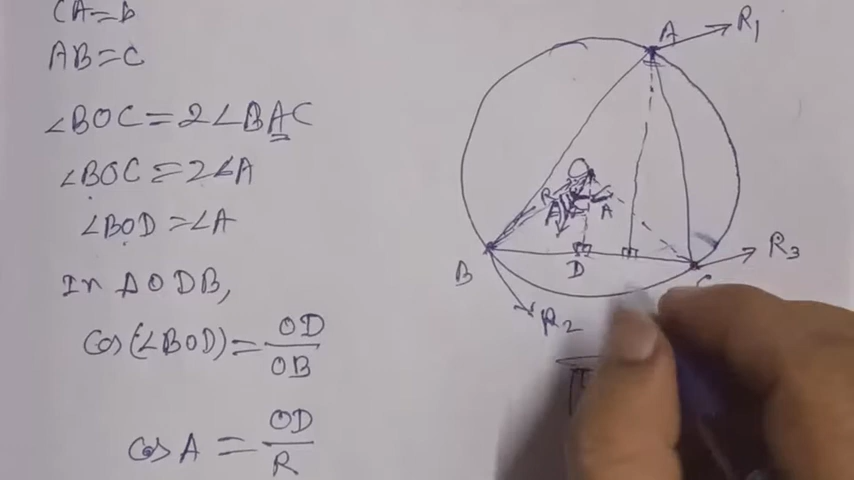 CA=b
AB=C
∠BOC=2∠BAC
∠BOC=2∠A
∠BOD=∠A
In ΔODB,
cos(∠BOD)=OD/OB
cos A=OD/R
A
R1
O
R
A
A
B
D
C
R3
R2